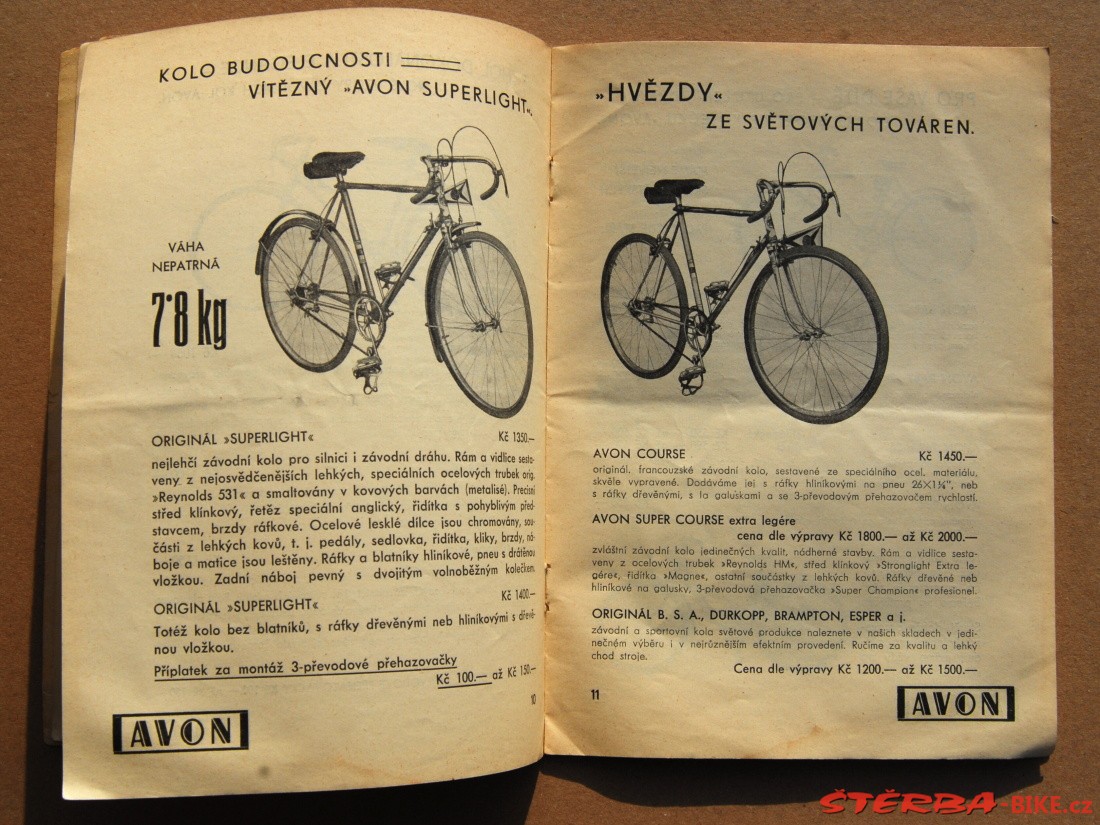 KOLO BUDOUCNOSTI
VÍTĚZNÝ »AVON SUPERLIGHT«.
VÁHA
NEPATRNÁ
7·8 kg
ORIGINÁL »SUPERLIGHT« Kč 1350.—
nejlehčí závodní kolo pro silnici i závodní dráhu. Rám a vidlice sesta-
veny z nejosvědčenějších lehkých, speciálních ocelových trubek orig.
»Reynolds 531« a smaltovány v kovových barvách (metalisé). Precisní
střed klínkový, řetěz speciální anglický, řidítka s pohyblivým před-
stavcem, brzdy ráfkové. Ocelové lesklé dílce jsou chromovány, sou-
části z lehkých kovů, t. j. pedály, sedlovka, řidítka, kliky, brzdy, ná-
boje a matice jsou leštěny. Ráfky a blatníky hliníkové, pneu s drátěnou
vložkou. Zadní náboj pevný s dvojitým volnoběžným kolečkem.
ORIGINÁL »SUPERLIGHT« Kč 1400.—
Totéž kolo bez blatníků, s ráfky dřevěnými neb hliníkovými s dřevě-
nou vložkou.
Příplatek za montáž 3-převodové přehazovačky
Kč 100.— až Kč 150.—
10
AVON
»HVĚZDY«
ZE SVĚTOVÝCH TOVÁREN.
AVON COURSE Kč 1450.—
originál. francouzské závodní kolo, sestavené ze speciálního ocel. materiálu,
skvěle vypravené. Dodáváme jej s ráfky hliníkovými na pneu 26×1⅜", neb
s ráfky dřevěnými, s fa galuskami a se 3-převodovým přehazovačem rychlostí.
AVON SUPER COURSE extra legére
cena dle výpravy Kč 1800.— až Kč 2000.—
zvláštní závodní kolo jedinečných kvalit, nádherné stavby. Rám a vidlice sesta-
veny z ocelových trubek »Reynolds HM«, střed klínkový »Stronglight Extra le-
gére«, řidítka »Magne«, ostatní součástky z lehkých kovů. Ráfky dřevěné neb
hliníkové na galusky, 3-převodová přehazovačka »Super Champion« profesionel.
ORIGINÁL B. S. A., DÜRKOPP, BRAMPTON, ESPER a j.
závodní a sportovní kola světové produkce naleznete v našich skladech v jedi-
nečném výběru i v nejrůznějším efektním provedení. Ručíme za kvalitu a lehký
chod stroje.
Cena dle výpravy Kč 1200.— až Kč 1500.—
11
AVON
ŠTĚRBA-BIKE.cz